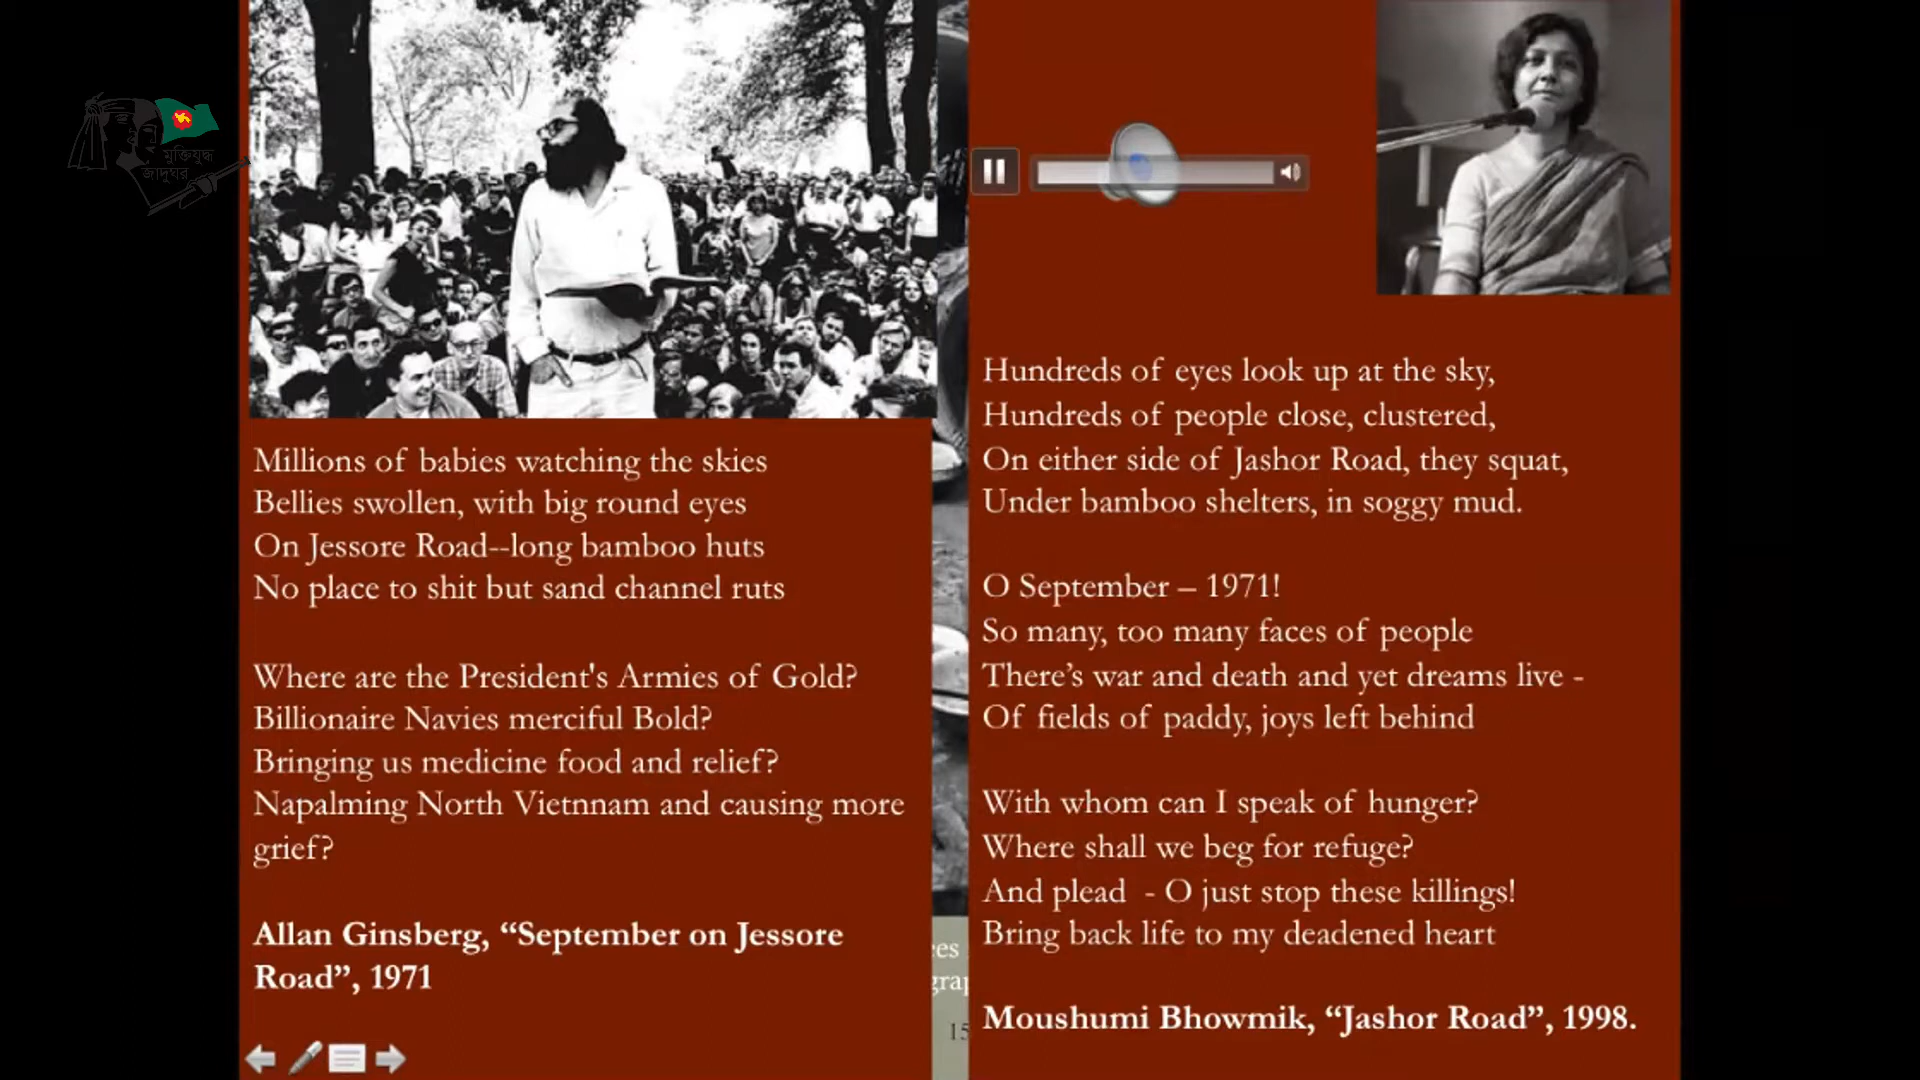 মুক্তিযুদ্ধ
জাদুঘর
Millions of babies watching the skies
Bellies swollen, with big round eyes
On Jessore Road--long bamboo huts
No place to shit but sand channel ruts
Where are the President's Armies of Gold?
Billionaire Navies merciful Bold?
Bringing us medicine food and relief?
Napalming North Vietnnam and causing more
grief?
Allan Ginsberg, “September on Jessore
Road”, 1971
Hundreds of eyes look up at the sky,
Hundreds of people close, clustered,
On either side of Jashor Road, they squat,
Under bamboo shelters, in soggy mud.
O September – 1971!
So many, too many faces of people
There’s war and death and yet dreams live -
Of fields of paddy, joys left behind
With whom can I speak of hunger?
Where shall we beg for refuge?
And plead - O just stop these killings!
Bring back life to my deadened heart
Moushumi Bhowmik, “Jashor Road”, 1998.